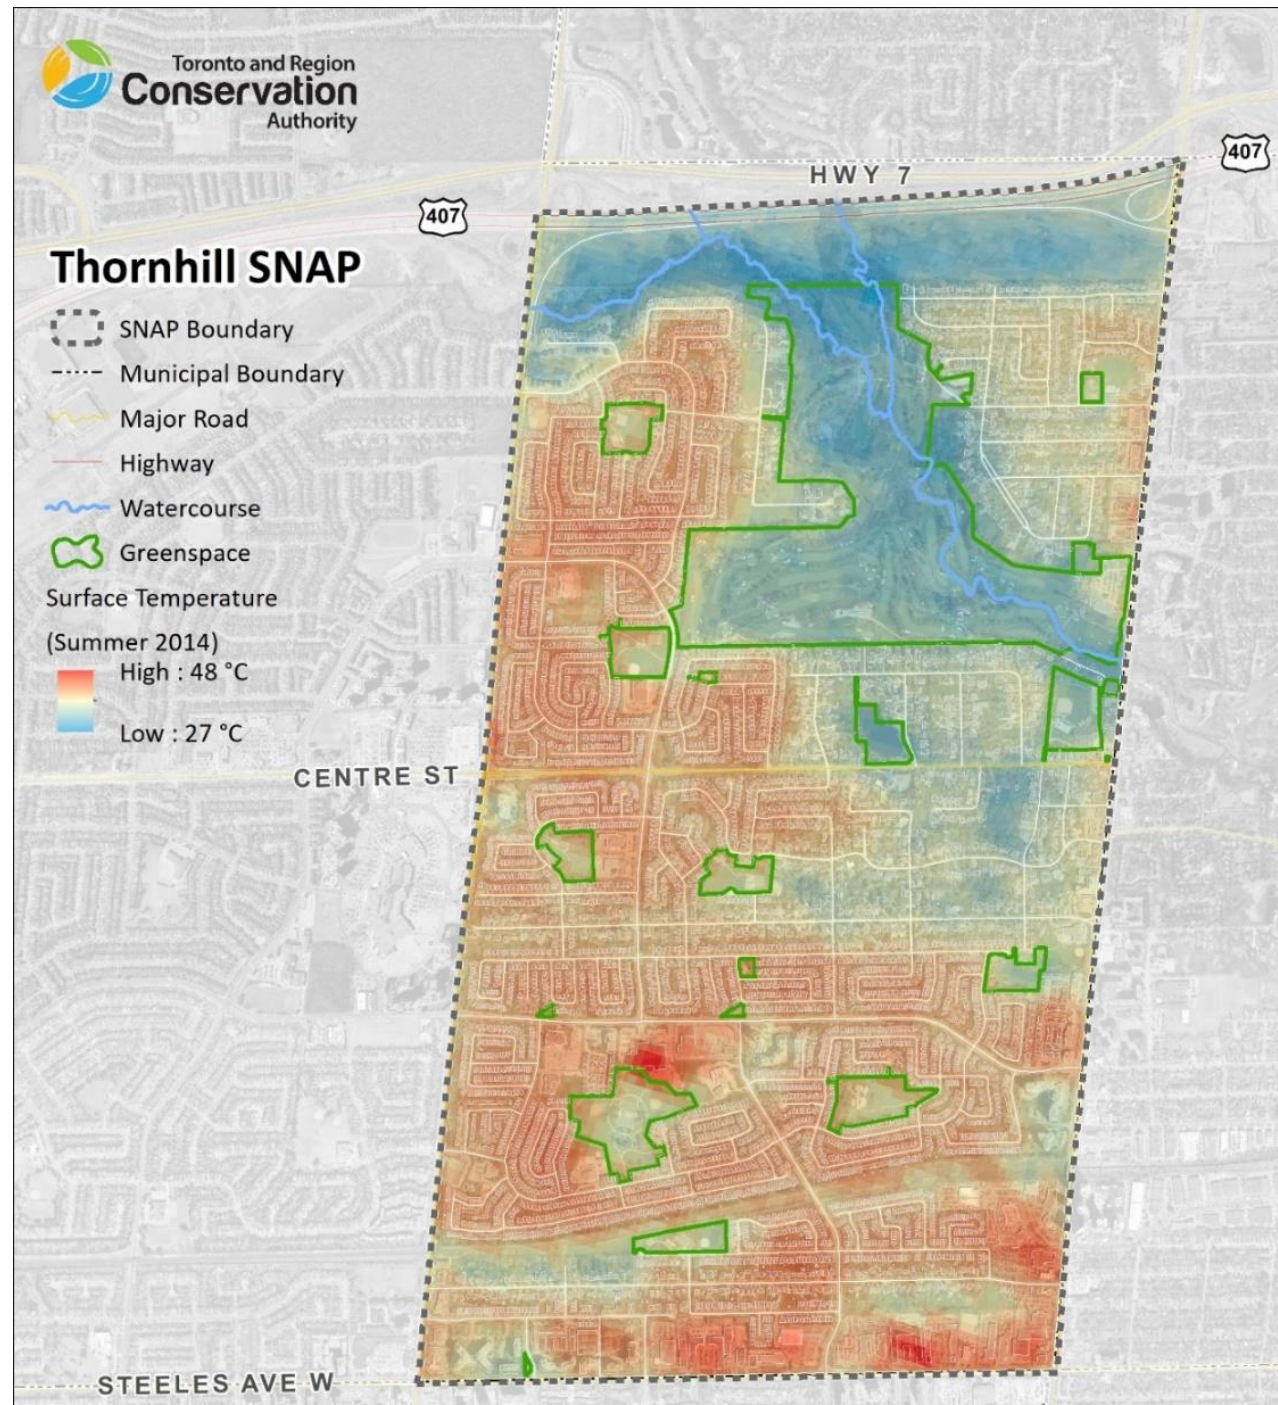 Toronto and Region
Conservation
Authority
407
HWY 7
407
Thornhill SNAP
SNAP Boundary
Municipal Boundary
Major Road
Highway
Watercourse
Greenspace
Surface Temperature
(Summer 2014)
High : 48 °C
Low : 27 °C
CENTRE ST
STEELES AVE W